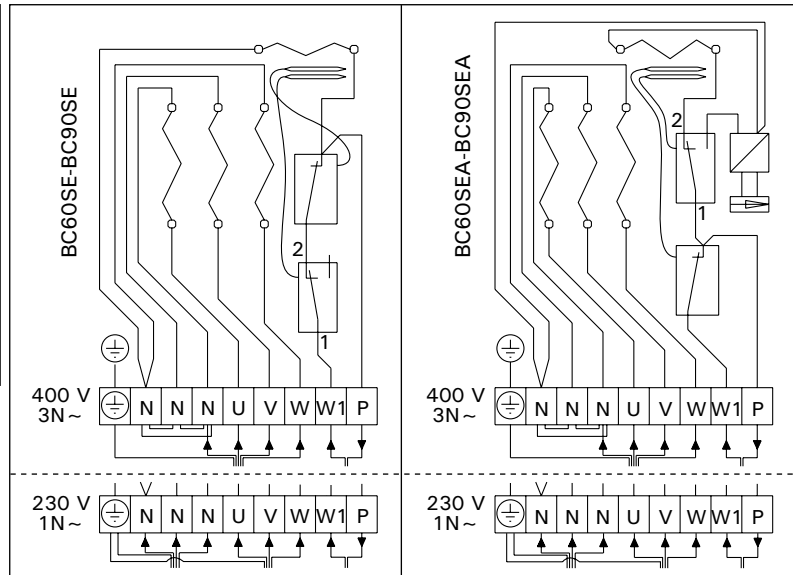 BC60SE-BC90SE
2
1
400 V
3N~
N N N U V W W1 P
230 V
1N~
N N N U V W W1 P
BC60SEA-BC90SEA
2
1
400 V
3N~
N N N U V W W1 P
230 V
1N~
N N N U V W W1 P